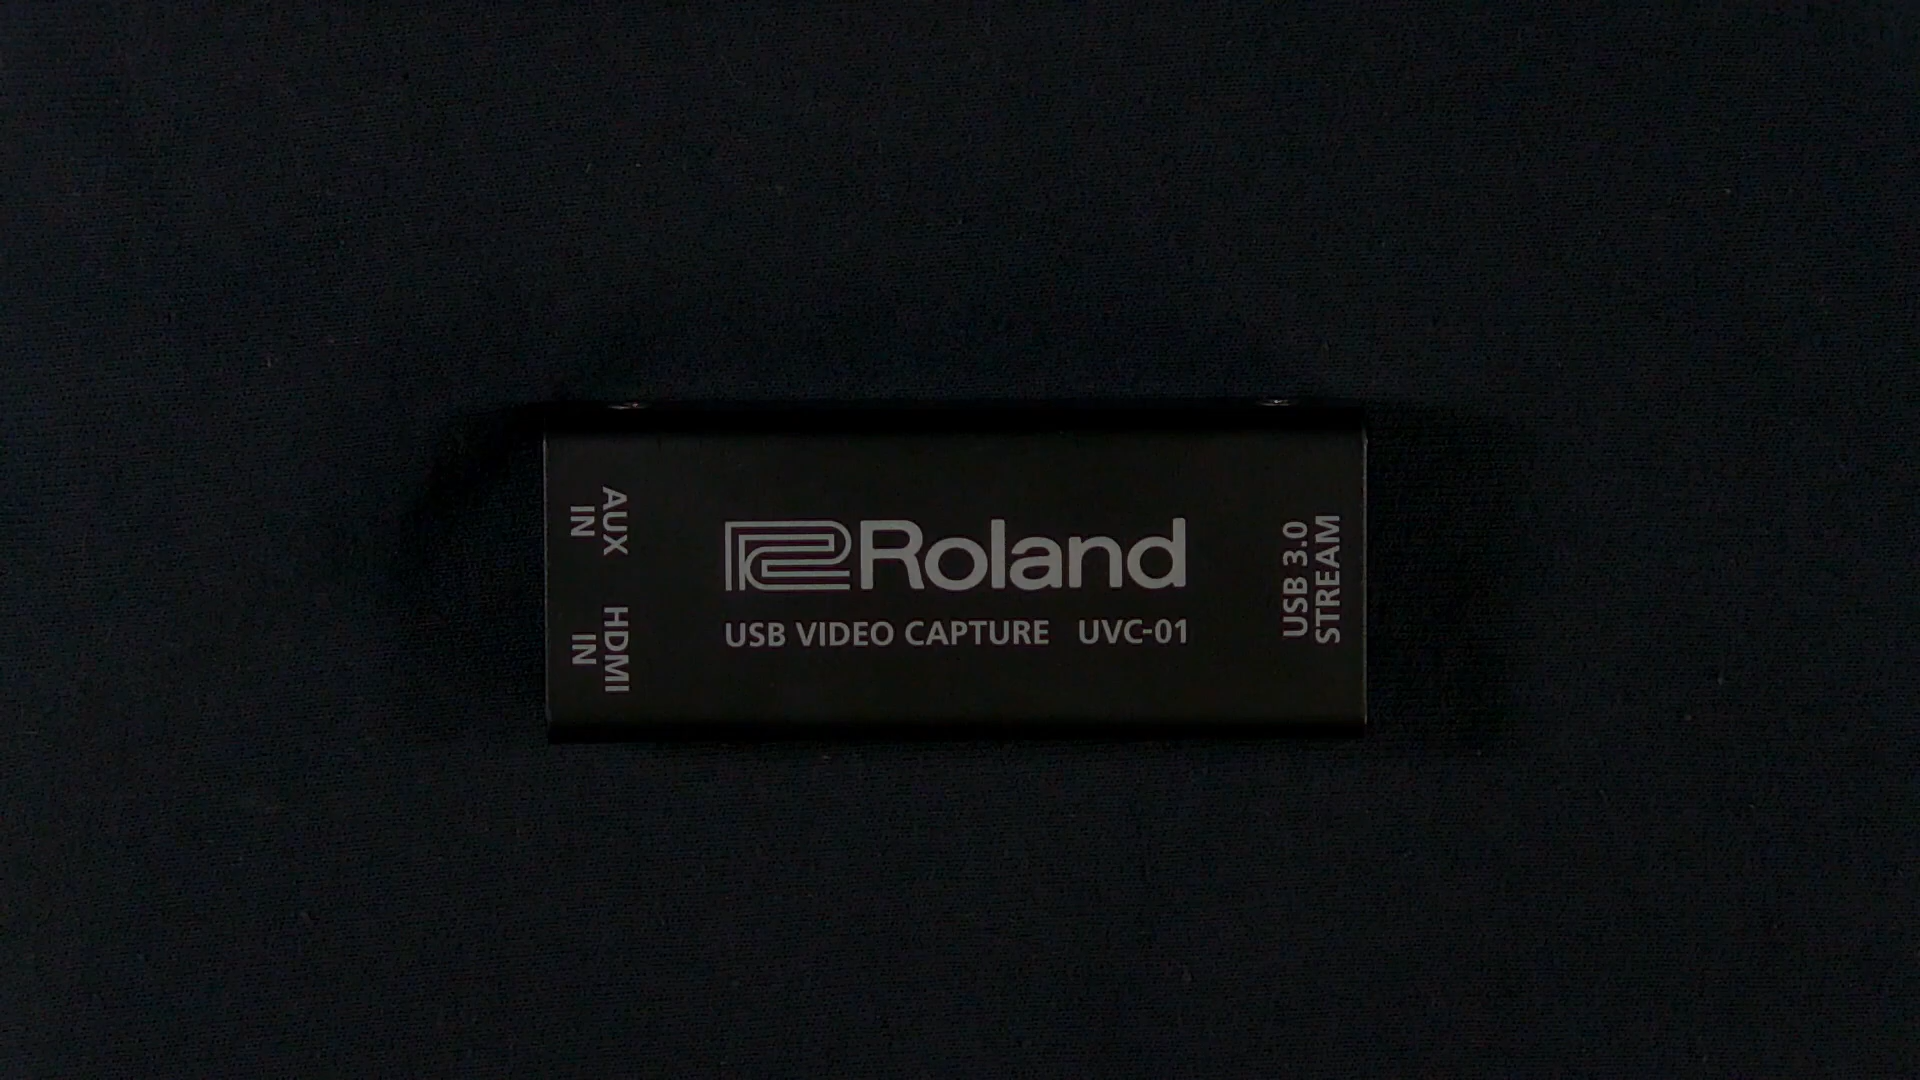 AUX
IN
HDMI
IN
Roland
USB VIDEO CAPTURE UVC-01
USB 3.0
STREAM